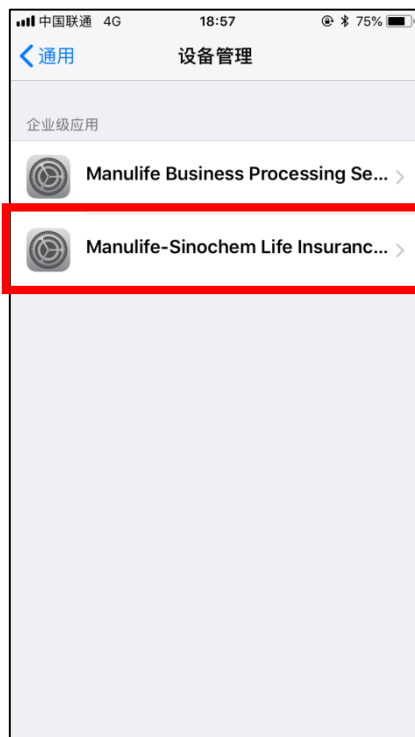 中国联通 4G 18:57 75%
通用 设备管理
企业级应用
Manulife Business Processing Se...
Manulife-Sinochem Life Insuranc...